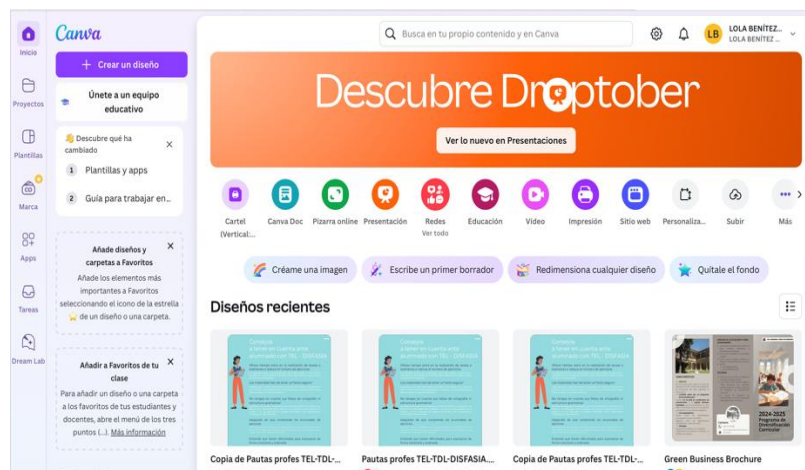 Inicio
Proyectos
Plantillas
Marca
Apps
Tareas
Dream Lab
Canva
+ Crear un diseño
Únete a un equipo
educativo
Descubre qué ha
cambiado
1 Plantillas y apps
2 Guía para trabajar en...
Añade diseños y
carpetas a Favoritos
Añade los elementos más
importantes a Favoritos
seleccionando el icono de la estrella
de un diseño o una carpeta.
Añadir a Favoritos de tu
clase
Para añadir un diseño o una carpeta
a los favoritos de tus estudiantes y
docentes, abre el menú de los tres
puntos (...). Más información
Busca en tu propio contenido y en Canva
LB
LOLA BENÍTEZ...
LOLA BENÍTEZ ...
Descubre Droptober
Ver lo nuevo en Presentaciones
Cartel
(Vertical:...
Canva Doc
Pizarra online
Presentación
Redes
Ver todo
Educación
Vídeo
Impresión
Sitio web
Personaliza...
Subir
Más
Créame una imagen
Escribe un primer borrador
Redimensiona cualquier diseño
Quítale el fondo
Diseños recientes
2024-2025
Programa de
Diversificación
Curricular
Copia de Pautas profes TEL-TDL-...
Pautas profes TEL-TDL-DISFASIA....
Copia de Pautas profes TEL-TDL-...
Green Business Brochure